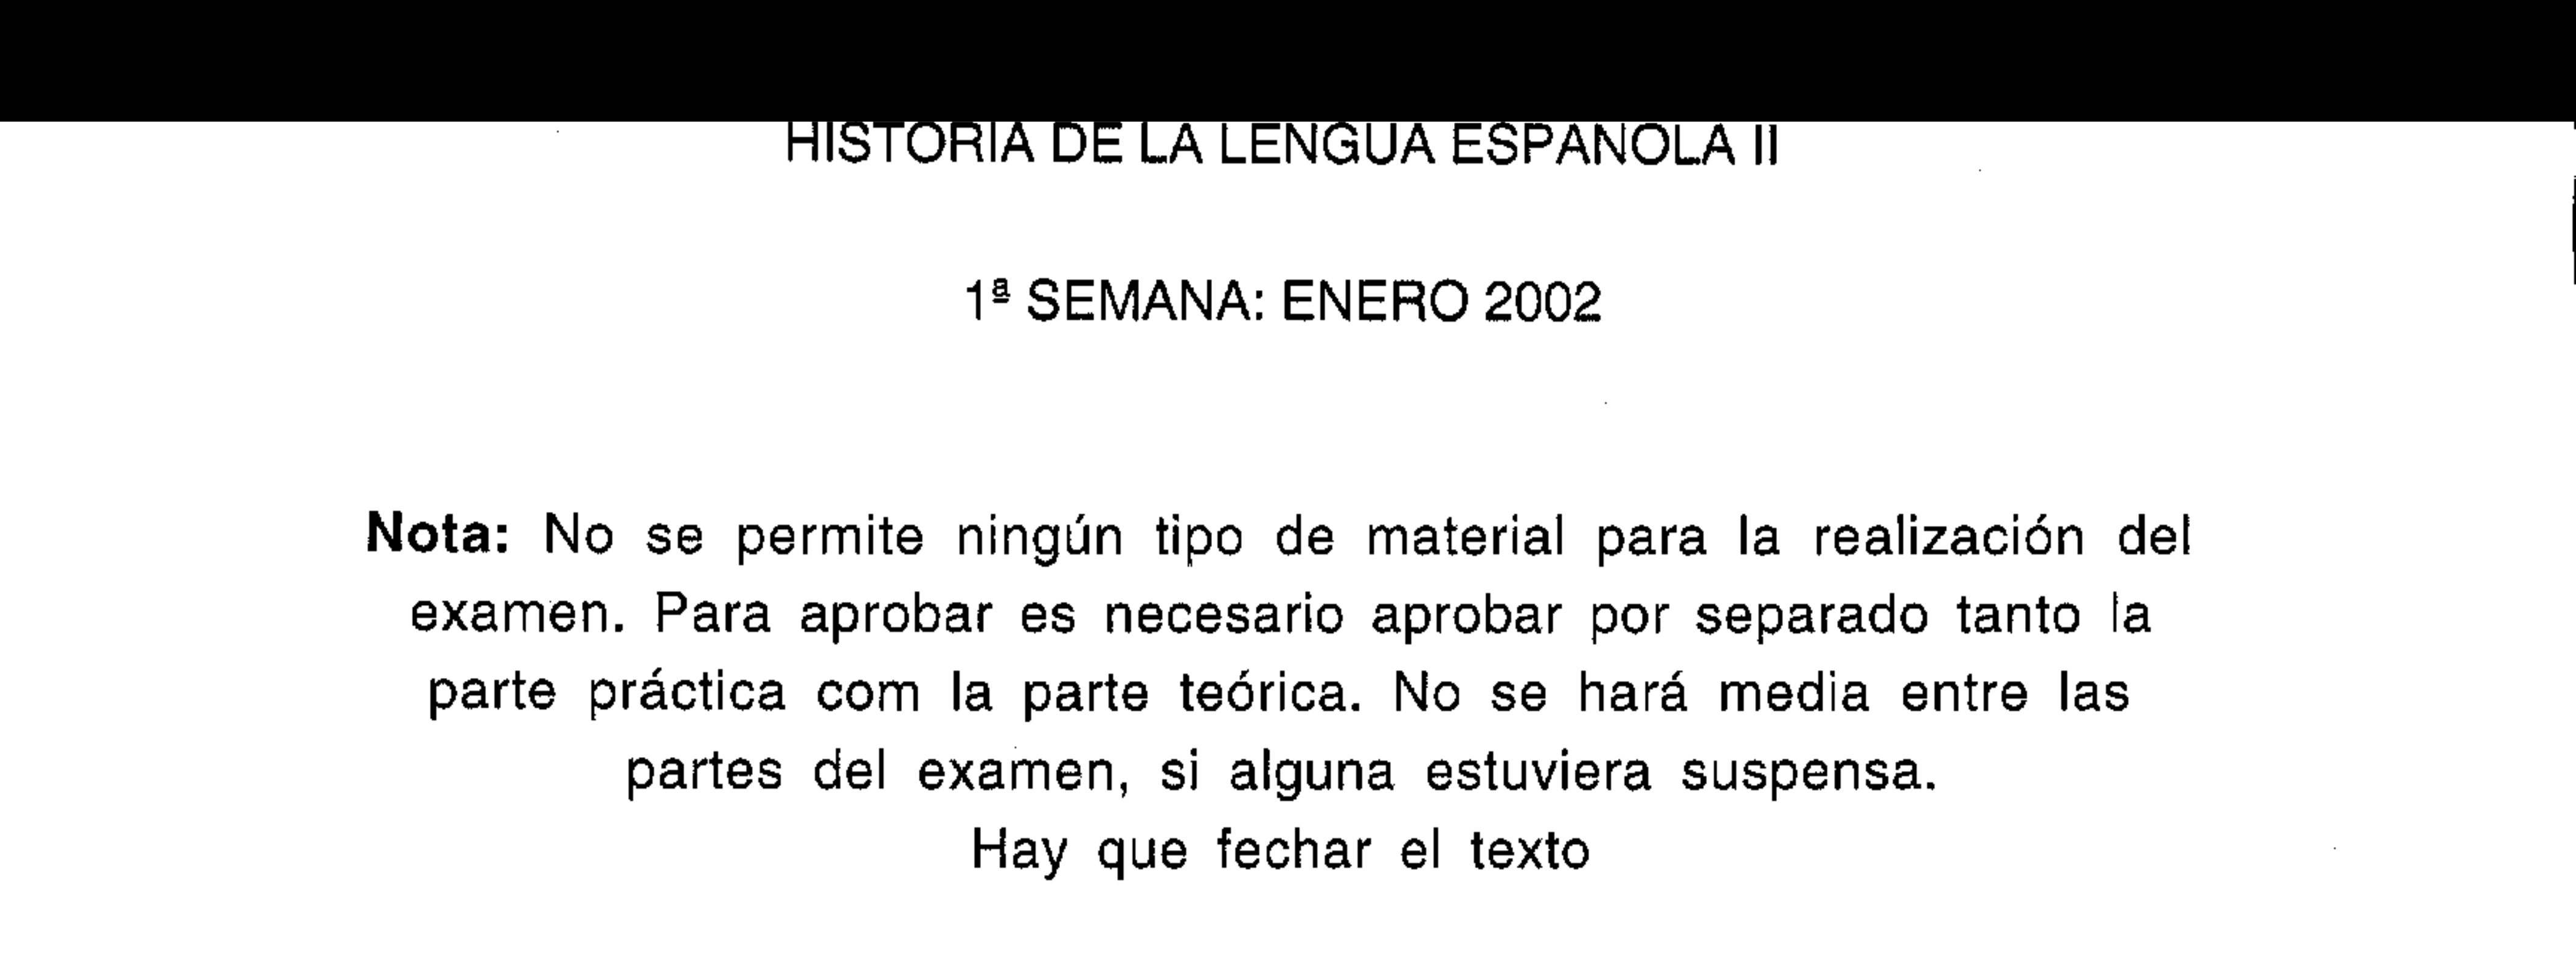 HISTORIA DE LA LENGUA ESPAÑOLA II
1ª SEMANA: ENERO 2002
Nota: No se permite ningún tipo de material para la realización del
examen. Para aprobar es necesario aprobar por separado tanto la
parte práctica com la parte teórica. No se hará media entre las
partes del examen, si alguna estuviera suspensa.
Hay que fechar el texto